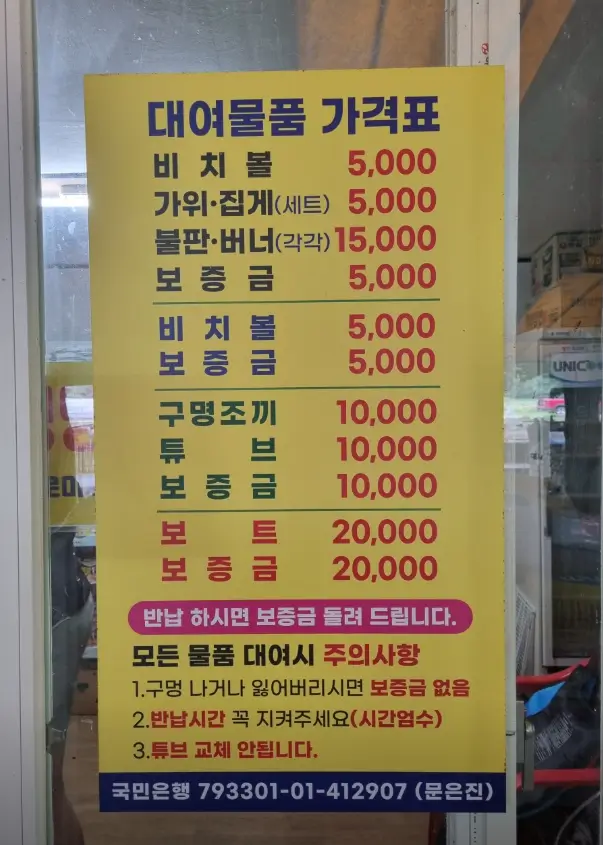 대여물품 가격표
비치볼 5,000
가위·집게(세트) 5,000
불판·버너(각각) 15,000
보증금 5,000
비치볼 5,000
보증금 5,000
구명조끼 10,000
튜브 10,000
보증금 10,000
보트 20,000
보증금 20,000
반납 하시면 보증금 돌려 드립니다.
모든 물품 대여시 주의사항
1.구멍 나거나 잃어버리시면 보증금 없음
2.반납시간 꼭 지켜주세요(시간엄수)
3.튜브 교체 안됩니다.
국민은행 793301-01-412907 (문은진)